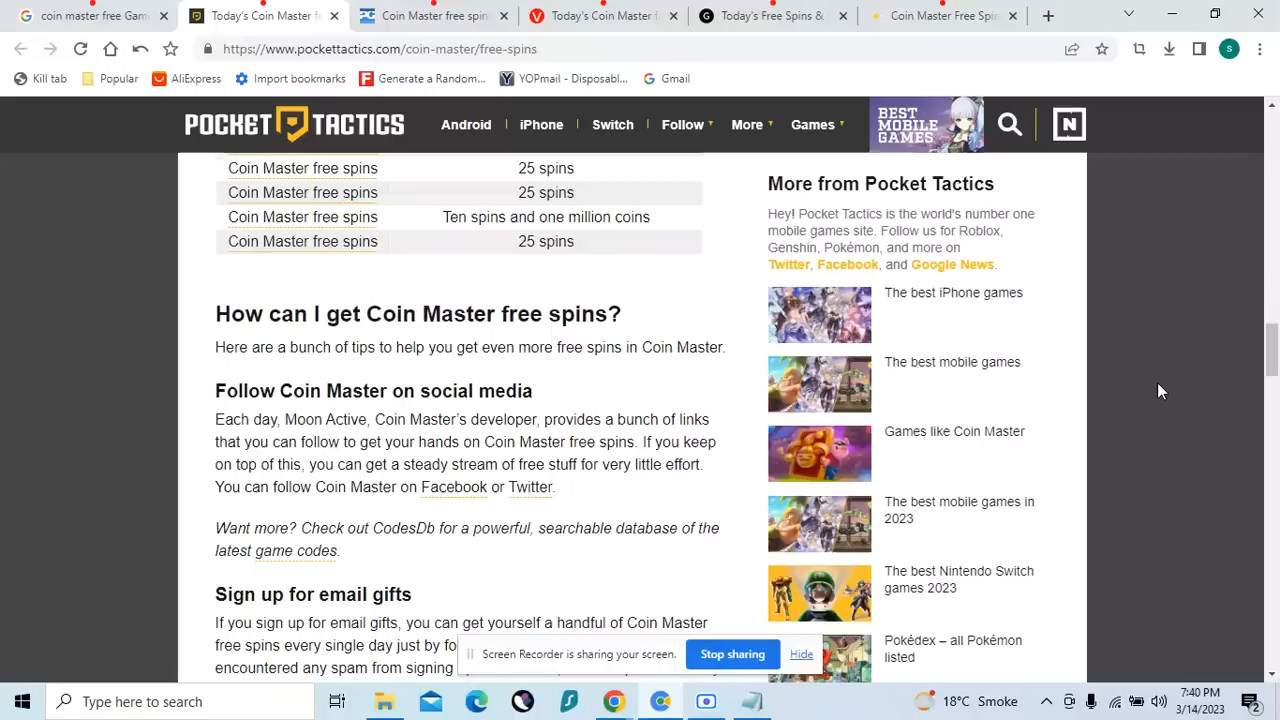 coin master free Gam
Today's Coin Master f
Coin Master free spins
Today's Coin Master f
Today's Free Spins &
Coin Master Free Spin
https://www.pockettactics.com/coin-master/free-spins
S
Kill tab
Popular
AliExpress
Import bookmarks
Generate a Random...
YOPmail - Disposabl...
Gmail
POCKET TACTICS
Android
iPhone
Switch
Follow
More
Games
BEST
MOBILE
GAMES
N
Coin Master free spins 25 spins
Coin Master free spins 25 spins
Coin Master free spins Ten spins and one million coins
Coin Master free spins 25 spins
How can I get Coin Master free spins?
Here are a bunch of tips to help you get even more free spins in Coin Master.
Follow Coin Master on social media
Each day, Moon Active, Coin Master's developer, provides a bunch of links
that you can follow to get your hands on Coin Master free spins. If you keep
on top of this, you can get a steady stream of free stuff for very little effort.
You can follow Coin Master on Facebook or Twitter.
Want more? Check out CodesDb for a powerful, searchable database of the
latest game codes.
Sign up for email gifts
If you sign up for email gifts, you can get yourself a handful of Coin Master
free spins every single day just by fo
encountered any spam from signing
More from Pocket Tactics
Hey! Pocket Tactics is the world's number one
mobile games site. Follow us for Roblox,
Genshin, Pokémon, and more on
Twitter, Facebook, and Google News.
The best iPhone games
The best mobile games
Games like Coin Master
The best mobile games in
2023
The best Nintendo Switch
games 2023
Pokédex – all Pokémon
listed
Screen Recorder is sharing your screen.
Stop sharing
Hide
Type here to search
18°C Smoke
7:40 PM
3/14/2023
2